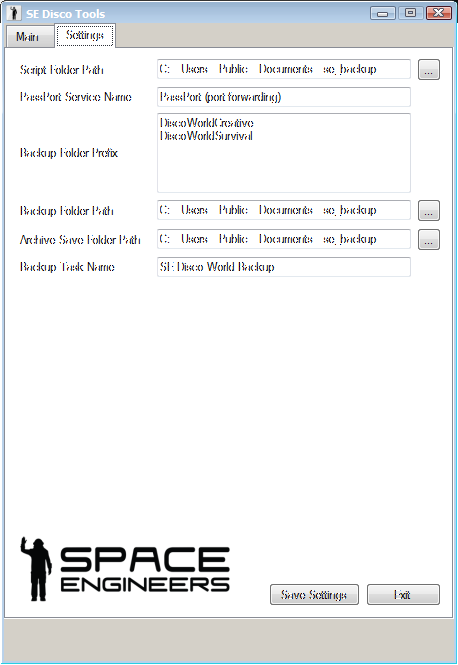 SE Disco Tools
Main Settings
Script Folder Path C: Users Public Documents se_backup ...
PassPort Service Name PassPort (port forwarding)
Backup Folder Prefix DiscoWorldCreative
DiscoWorldSurvival
Backup Folder Path C: Users Public Documents se_backup ...
Archive Save Folder Path C: Users Public Documents se_backup ...
Backup Task Name SE Disco World Backup
SPACE
ENGINEERS
Save Settings Exit